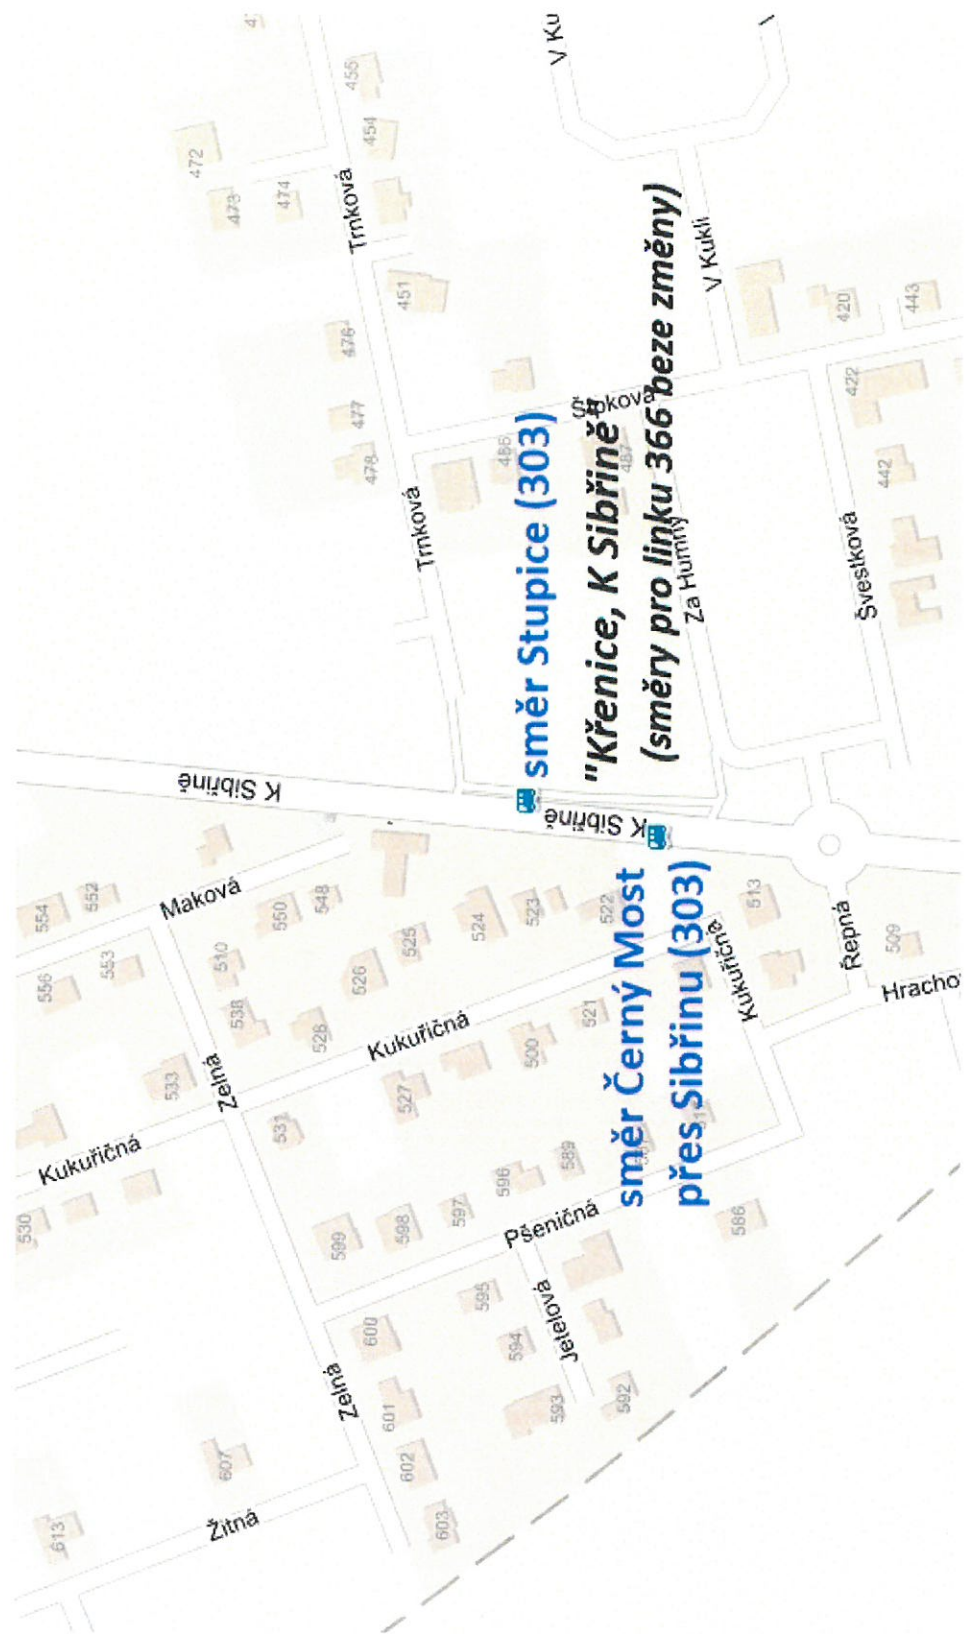 613
530
556
554
Kukuřičná
552
553
533
Žitná
607
Zelná
Maková
510
538
472
473
K Sibřině
531
550
548
474
528
599
Zelná
526
476
477
455
Trnková
600
601
598
527
Kukuřičná
525
478
454
602
603
597
524
451
Trnková
595
596
500
523
486
594
Pšeničná
Jetelová
593
589
521
522
směr Stupice (303)
V Ku
592
K Sibřině
"Křenice, K Sibřině"
487
směr Černý Most
přes Sibřinu (303)
(směry pro linku 366 beze změny)
Za Humny
V Kukli
586
Kukuřičná
513
Řepná
509
Švestková
422
420
442
443
Hracho